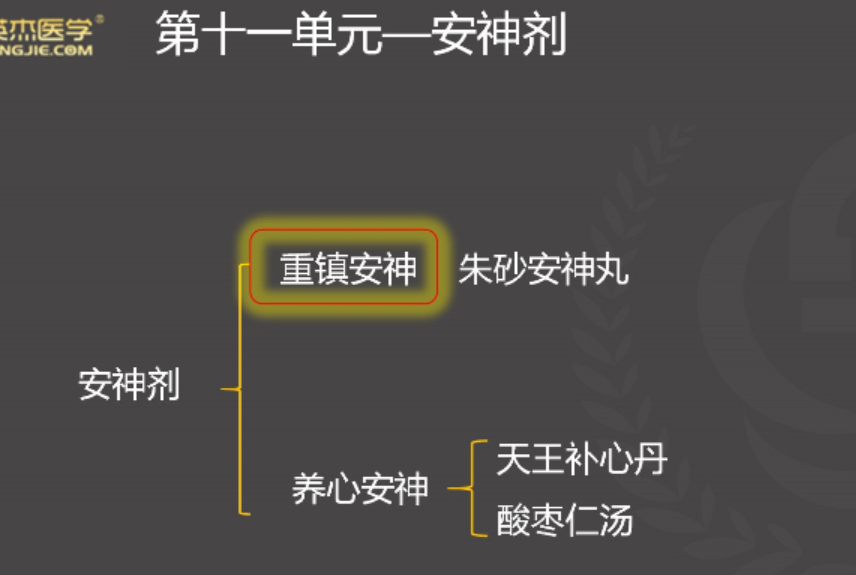 英杰医学®
NGJIE.COM
第十一单元—安神剂
重镇安神 朱砂安神丸
安神剂
养心安神
天王补心丹
酸枣仁汤